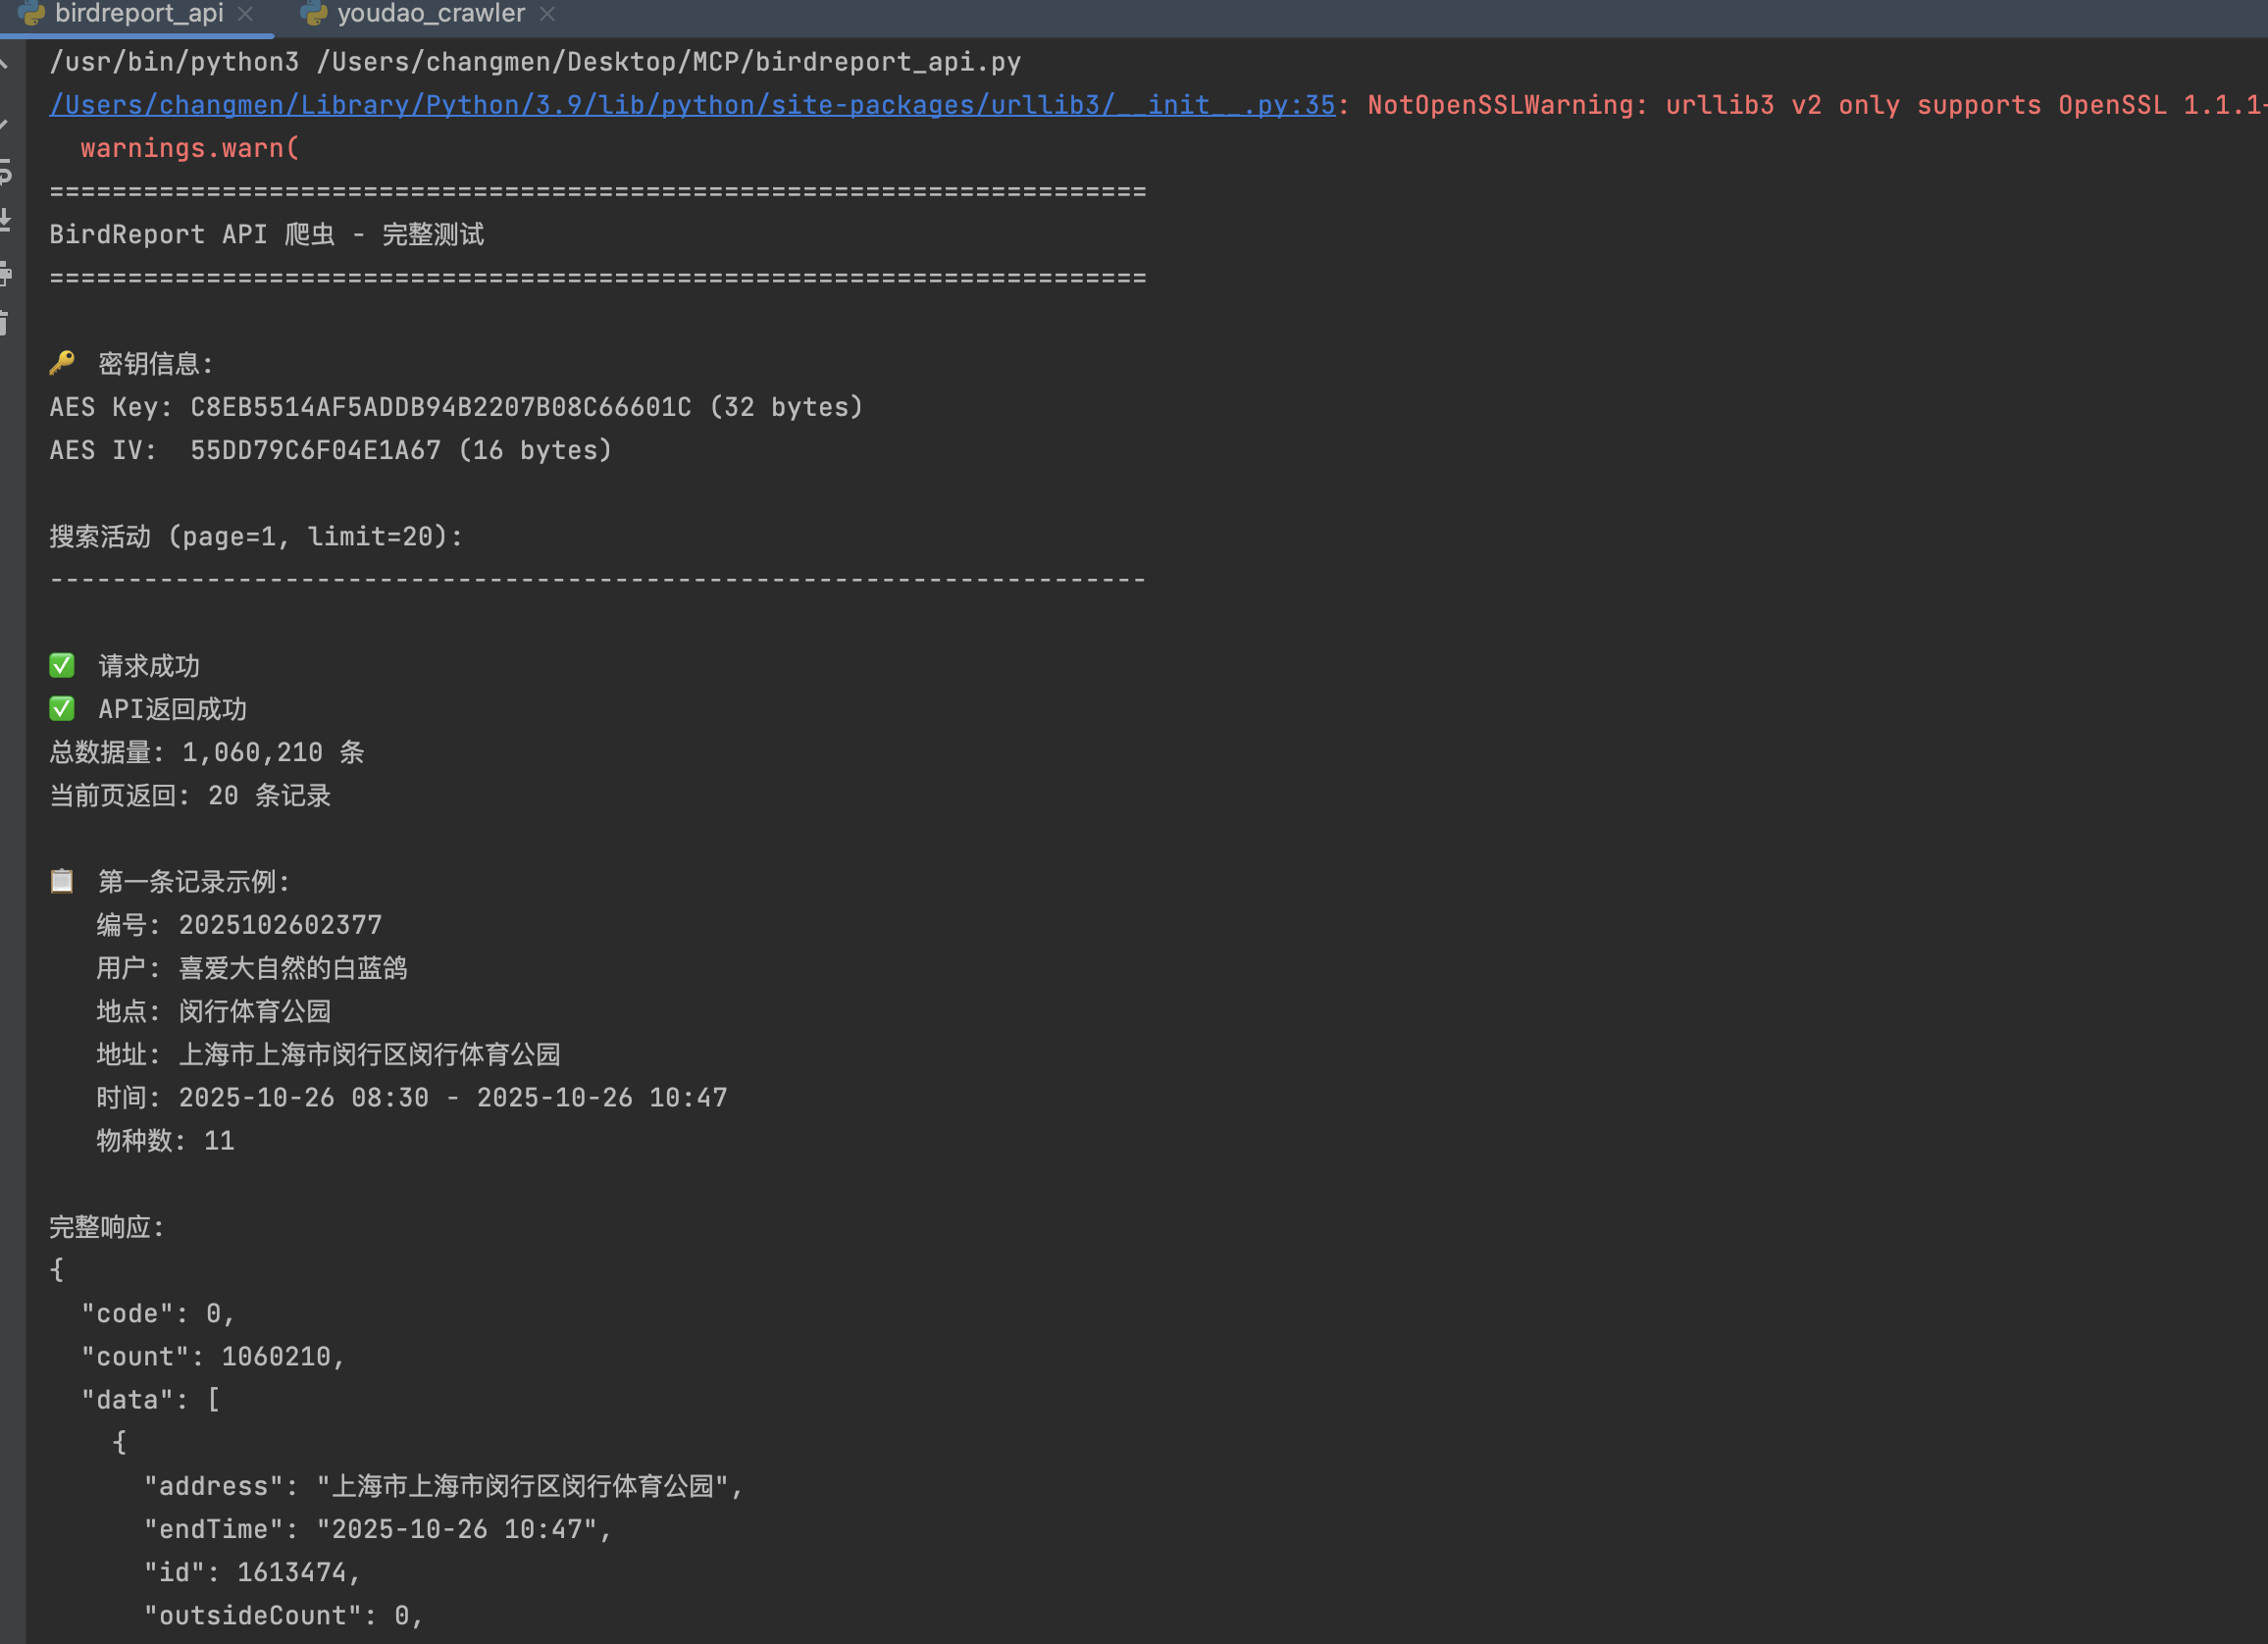 birdreport_api
youdao_crawler
/usr/bin/python3 /Users/changmen/Desktop/MCP/birdreport_api.py
/Users/changmen/Library/Python/3.9/lib/python/site-packages/urllib3/__init__.py:35: NotOpenSSLWarning: urllib3 v2 only supports OpenSSL 1.1.1
warnings.warn(
======================================================================
BirdReport API 爬虫 - 完整测试
======================================================================
🔑 密钥信息:
AES Key: C8EB5514AF5ADDB94B2207B08C66601C (32 bytes)
AES IV: 55DD79C6F04E1A67 (16 bytes)
搜索活动 (page=1, limit=20):
----------------------------------------------------------------------
✅ 请求成功
✅ API返回成功
总数据量: 1,060,210 条
当前页返回: 20 条记录
📋 第一条记录示例:
编号: 2025102602377
用户: 喜爱大自然的白蓝鸽
地点: 闵行体育公园
地址: 上海市上海市闵行区闵行体育公园
时间: 2025-10-26 08:30 - 2025-10-26 10:47
物种数: 11
完整响应:
{
"code": 0,
"count": 1060210,
"data": [
{
"address": "上海市上海市闵行区闵行体育公园",
"endTime": "2025-10-26 10:47",
"id": 1613474,
"outsideCount": 0,